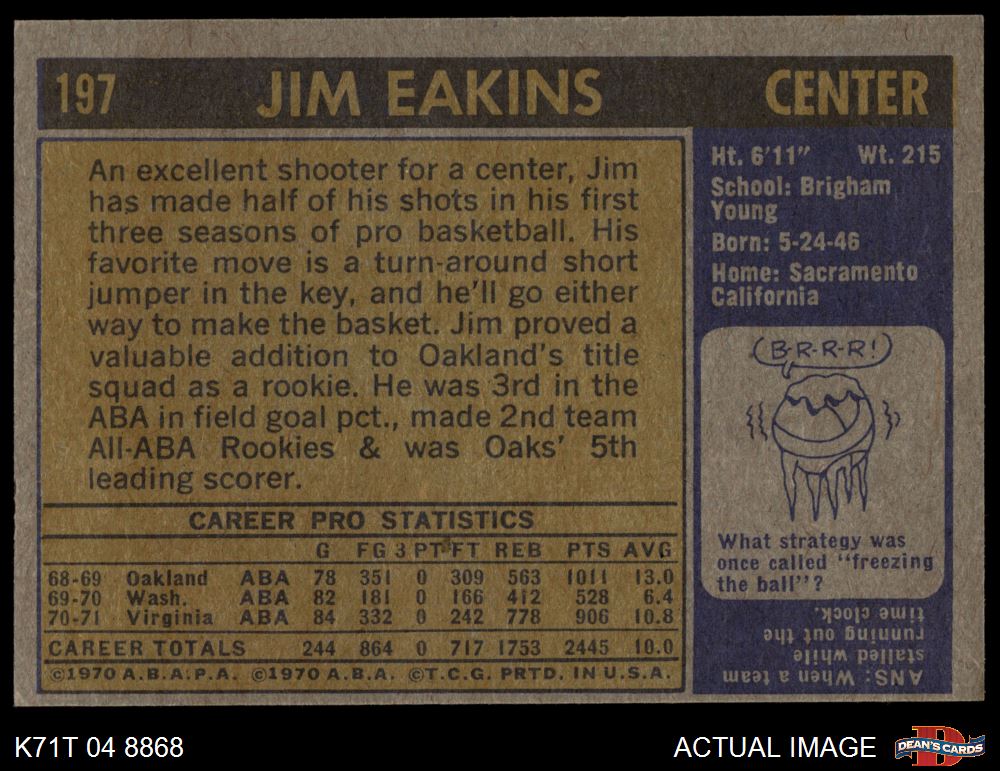 197 JIM EAKINS CENTER
An excellent shooter for a center, Jim
has made half of his shots in his first
three seasons of pro basketball. His
favorite move is a turn-around short
jumper in the key, and he'll go either
way to make the basket. Jim proved a
valuable addition to Oakland's title
squad as a rookie. He was 3rd in the
ABA in field goal pct., made 2nd team
All-ABA Rookies & was Oaks' 5th
leading scorer.
CAREER PRO STATISTICS
G FG 3 PT FT REB PTS AVG
68-69 Oakland ABA 78 351 0 309 563 1011 13.0
69-70 Wash. ABA 82 181 0 166 412 528 6.4
70-71 Virginia ABA 84 332 0 242 778 906 10.8
CAREER TOTALS 244 864 0 717 1753 2445 10.0
©1970 A.B.A.P.A. ©1970 A.B.A. ©T.C.G. PRTD. IN U.S.A.
Ht. 6'11" Wt. 215
School: Brigham
Young
Born: 5-24-46
Home: Sacramento
California
(B-R-R-R!)
What strategy was
once called "freezing
the ball"?
ANS: When a team
stalled while
running out the
time clock.
K71T 04 8868
ACTUAL IMAGE
D
DEAN'S CARDS